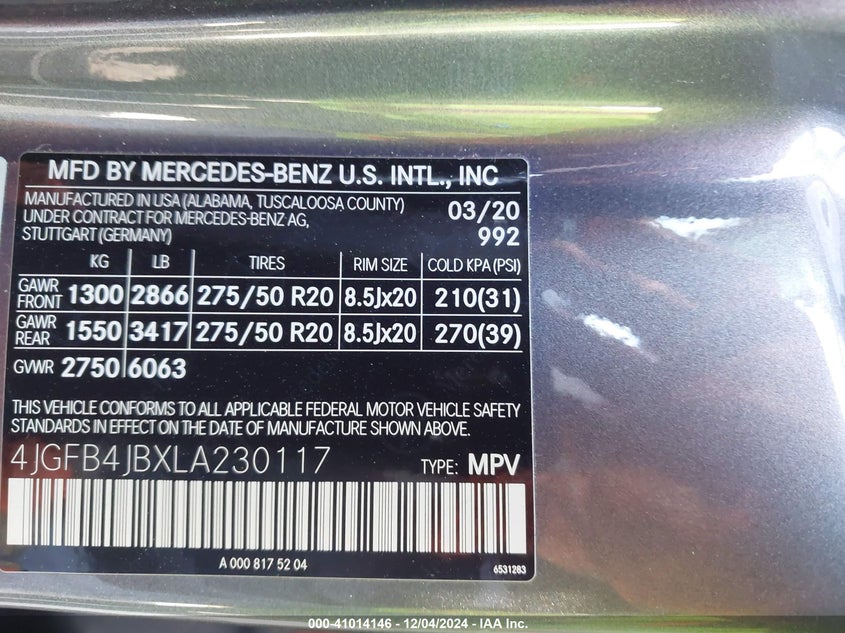 MFD BY MERCEDES-BENZ U.S. INTL., INC
MANUFACTURED IN USA (ALABAMA, TUSCALOOSA COUNTY) 03/20
UNDER CONTRACT FOR MERCEDES-BENZ AG,
STUTTGART (GERMANY) 992
KG LB TIRES RIM SIZE COLD KPA (PSI)
GAWR FRONT 1300 2866 275/50 R20 8.5Jx20 210(31)
GAWR REAR 1550 3417 275/50 R20 8.5Jx20 270(39)
GVWR 2750 6063
THIS VEHICLE CONFORMS TO ALL APPLICABLE FEDERAL MOTOR VEHICLE SAFETY
STANDARDS IN EFFECT ON THE DATE OF MANUFACTURE SHOWN ABOVE.
4JGFB4JBXLA230117 TYPE: MPV
A 000 817 52 04 6531283
000-41014146 - 12/04/2024 - IAA Inc.